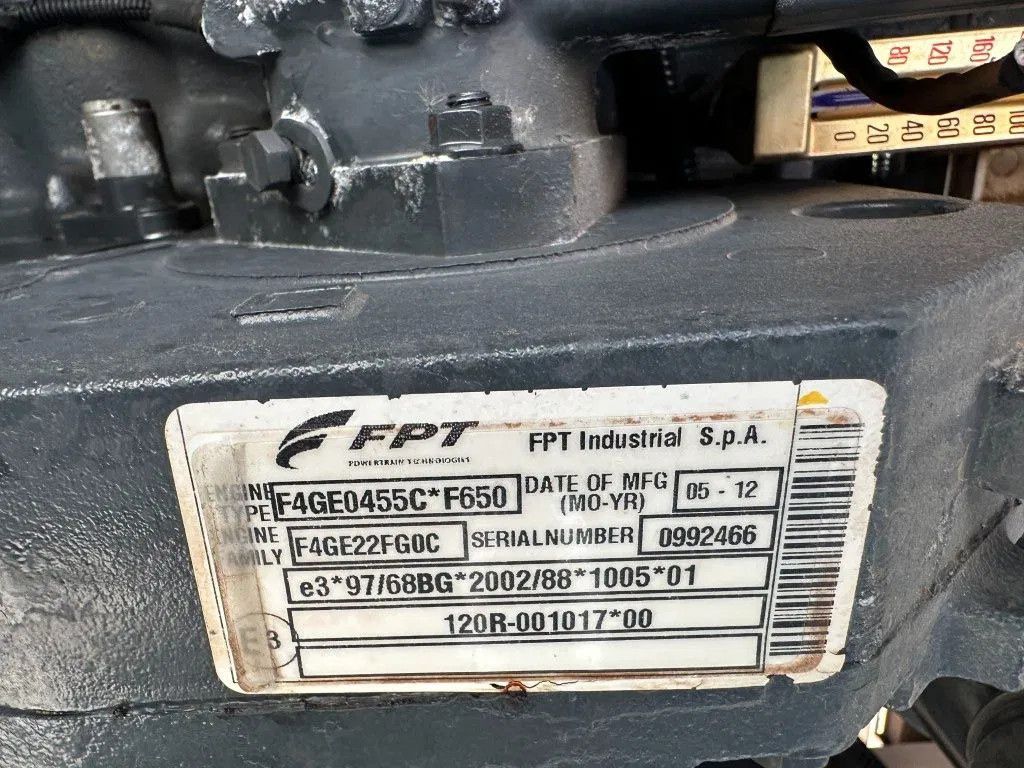 80 120 160
0 20 40 60 80 100
FPT
POWERTRAIN TECHNOLOGIES
FPT Industrial S.p.A.
ENGINE TYPE F4GE0455C*F650
DATE OF MFG (MO-YR) 05 - 12
ENGINE FAMILY F4GE22FG0C
SERIALNUMBER 0992466
e3*97/68BG*2002/88*1005*01
120R-001017*00
E3